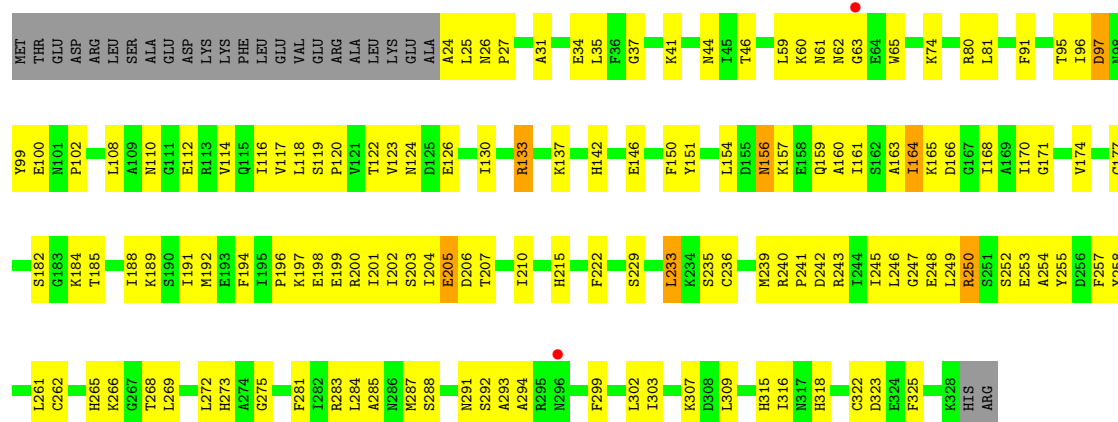 MET THR GLU ASP ASP ARG LEU SER ALA GLU ASP LYS LYS PHE LEU GLU VAL GLU ARG ALA LEU LYS GLU ALA A24 L25 N26 P27 A31 E34 L35 F36 G37 K41 N44 I45 T46 L59 K60 N61 N62 G63 E64 W65 K74 R80 L81 F91 T95 I96 D97 N98
Y99 E100 N101 P102 L108 A109 N110 G111 E112 R113 V114 Q115 I116 V117 L118 S119 P120 V121 T122 V123 N124 D125 E126 I130 R133 K137 H142 E146 F150 Y151 L154 D155 N156 K157 E158 Q159 A160 I161 S162 A163 I164 K165 D166 G167 I168 A169 I170 G171 V174 C177
S182 G183 K184 T185 I188 K189 S190 I191 M192 E193 F194 I195 P196 K197 E198 E199 R200 I201 I202 S203 I204 E205 D206 T207 I210 H215 F222 S229 L233 K234 S235 C236 M239 R240 P241 D242 R243 I244 I245 L246 G247 E248 L249 R250 S251 S252 E253 A254 Y255 D256 F257 Y258
L261 C262 H265 K266 G267 T268 L269 L272 H273 A274 G275 F281 I282 R283 L284 A285 N286 M287 S288 N291 S292 A293 A294 R295 N296 F299 L302 I303 K307 D308 L309 H315 I316 N317 H318 C322 D323 E324 F325 K328 HIS ARG